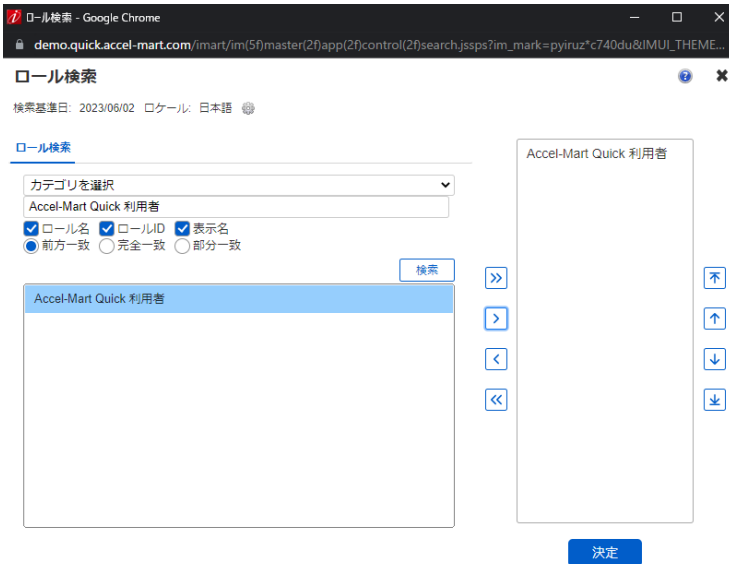 ロール検索 - Google Chrome
demo.quick.accel-mart.com/imart/im(5f)master(2f)app(2f)control(2f)search.jssps?im_mark=pyiruz*c740du&IMUI_THEME...
ロール検索
検索基準日: 2023/06/02 ロケール: 日本語
ロール検索
カテゴリを選択
Accel-Mart Quick 利用者
ロール名 ロールID 表示名
前方一致 完全一致 部分一致
検索
Accel-Mart Quick 利用者
Accel-Mart Quick 利用者
決定